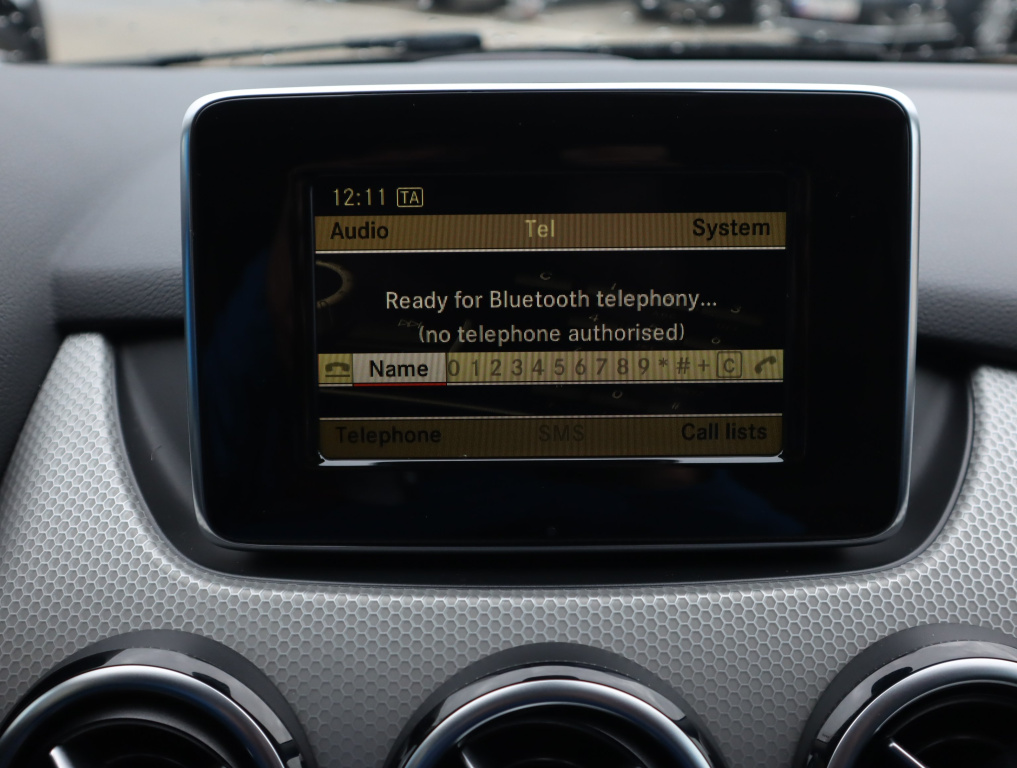 12:11 TA
Audio Tel System
Ready for Bluetooth telephony...
(no telephone authorised)
Name 0 1 2 3 4 5 6 7 8 9 * # + C
Telephone SMS Call lists